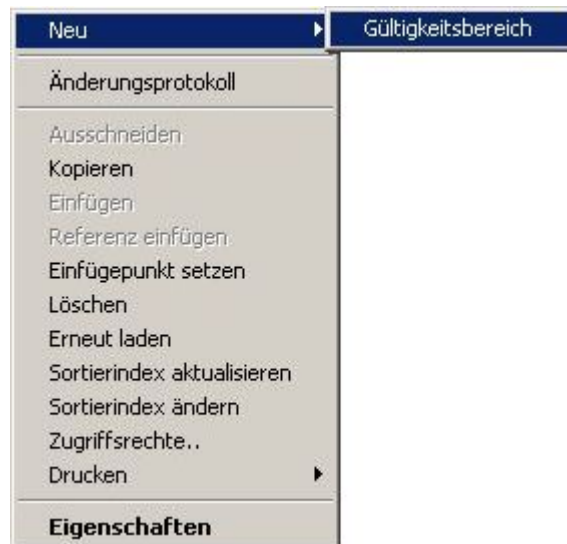 Neu
Gültigkeitsbereich
Änderungsprotokoll
Ausschneiden
Kopieren
Einfügen
Referenz einfügen
Einfügepunkt setzen
Löschen
Erneut laden
Sortierindex aktualisieren
Sortierindex ändern
Zugriffsrechte..
Drucken
Eigenschaften